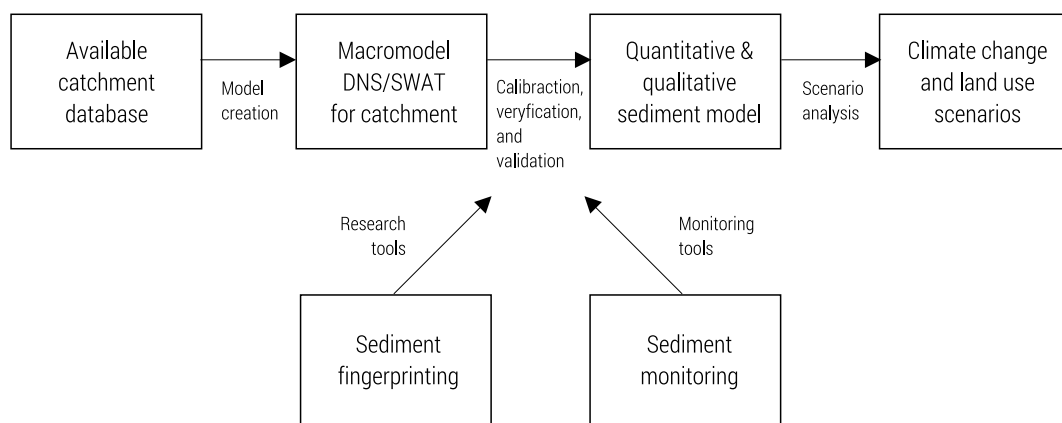 Available
catchment
database
Model
creation
Macromodel
DNS/SWAT
for catchment
Calibraction,
veryfication,
and
validation
Quantitative &
qualitative
sediment model
Scenario
analysis
Climate change
and land use
scenarios
Research
tools
Monitoring
tools
Sediment
fingerprinting
Sediment
monitoring